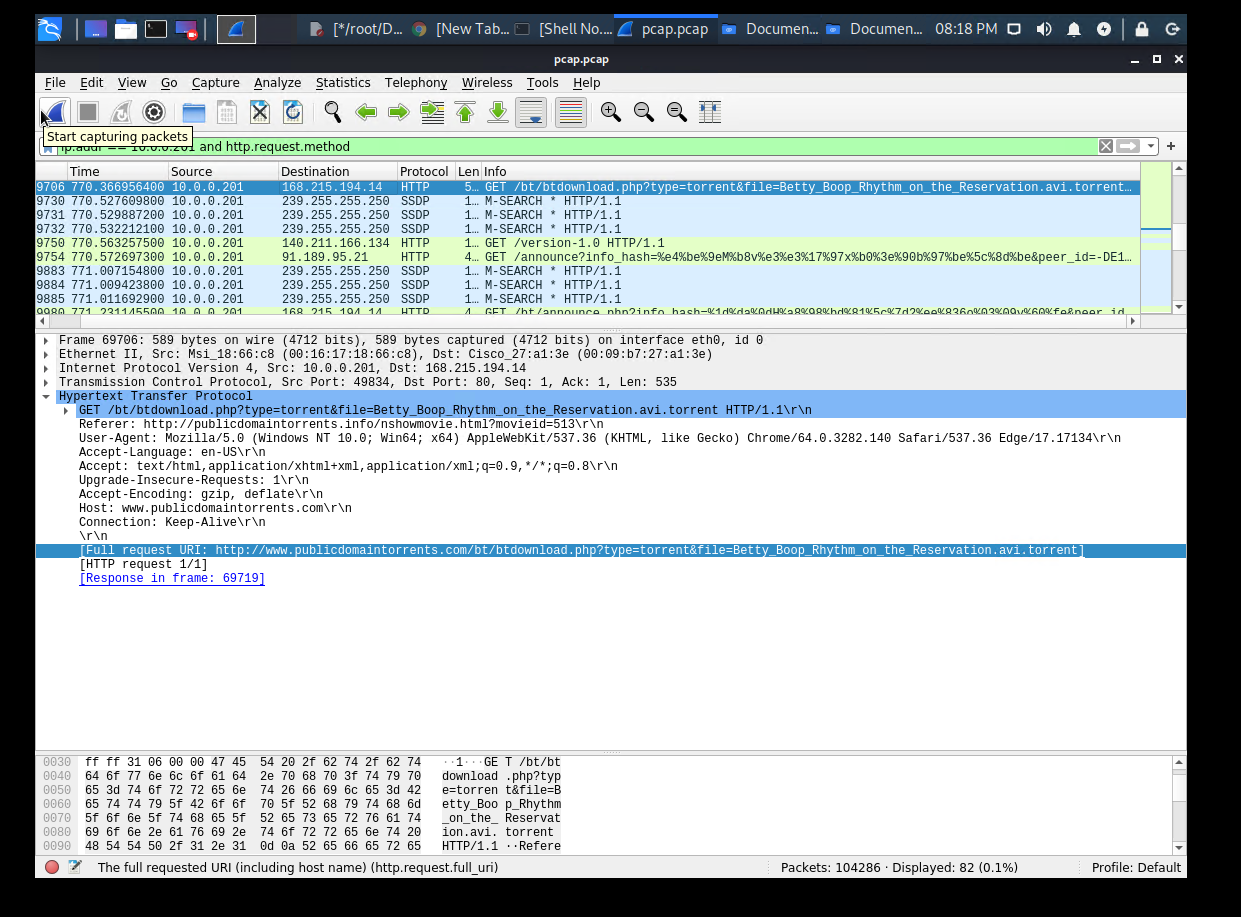 [*/root/D... [New Tab... [Shell No.... pcap.pcap Documen... Documen... 08:18 PM
pcap.pcap
File Edit View Go Capture Analyze Statistics Telephony Wireless Tools Help
Start capturing packets
ip.addr == 10.0.0.201 and http.request.method
Time Source Destination Protocol Len Info
9706 770.366956400 10.0.0.201 168.215.194.14 HTTP 5… GET /bt/btdownload.php?type=torrent&file=Betty_Boop_Rhythm_on_the_Reservation.avi.torrent…
9730 770.527609800 10.0.0.201 239.255.255.250 SSDP 1… M-SEARCH * HTTP/1.1
9731 770.529887200 10.0.0.201 239.255.255.250 SSDP 1… M-SEARCH * HTTP/1.1
9732 770.532212100 10.0.0.201 239.255.255.250 SSDP 1… M-SEARCH * HTTP/1.1
9750 770.563257500 10.0.0.201 140.211.166.134 HTTP 1… GET /version-1.0 HTTP/1.1
9754 770.572697300 10.0.0.201 91.189.95.21 HTTP 4… GET /announce?info_hash=%e4%be%9eM%b8v%e3%e3%17%97x%b0%3e%90b%97%be%5c%8d%be&peer_id=-DE1…
9883 771.007154800 10.0.0.201 239.255.255.250 SSDP 1… M-SEARCH * HTTP/1.1
9884 771.009423800 10.0.0.201 239.255.255.250 SSDP 1… M-SEARCH * HTTP/1.1
9885 771.011692900 10.0.0.201 239.255.255.250 SSDP 1… M-SEARCH * HTTP/1.1
9980 771.231145500 10.0.0.201 168.215.194.14 HTTP 4… GET /bt/announce.php?info_hash=%1d%da%0dH%a8%98%bd%81%5c%7d2%ee%836o%03%09v%60%fe&peer_id
Frame 69706: 589 bytes on wire (4712 bits), 589 bytes captured (4712 bits) on interface eth0, id 0
Ethernet II, Src: Msi_18:66:c8 (00:16:17:18:66:c8), Dst: Cisco_27:a1:3e (00:09:b7:27:a1:3e)
Internet Protocol Version 4, Src: 10.0.0.201, Dst: 168.215.194.14
Transmission Control Protocol, Src Port: 49834, Dst Port: 80, Seq: 1, Ack: 1, Len: 535
Hypertext Transfer Protocol
GET /bt/btdownload.php?type=torrent&file=Betty_Boop_Rhythm_on_the_Reservation.avi.torrent HTTP/1.1\r\n
Referer: http://publicdomaintorrents.info/nshowmovie.html?movieid=513\r\n
User-Agent: Mozilla/5.0 (Windows NT 10.0; Win64; x64) AppleWebKit/537.36 (KHTML, like Gecko) Chrome/64.0.3282.140 Safari/537.36 Edge/17.17134\r\n
Accept-Language: en-US\r\n
Accept: text/html,application/xhtml+xml,application/xml;q=0.9,*/*;q=0.8\r\n
Upgrade-Insecure-Requests: 1\r\n
Accept-Encoding: gzip, deflate\r\n
Host: www.publicdomaintorrents.com\r\n
Connection: Keep-Alive\r\n
\r\n
[Full request URI: http://www.publicdomaintorrents.com/bt/btdownload.php?type=torrent&file=Betty_Boop_Rhythm_on_the_Reservation.avi.torrent]
[HTTP request 1/1]
[Response in frame: 69719]
0030 ff ff 31 06 00 00 47 45 54 20 2f 62 74 2f 62 74 ··1···GE T /bt/bt
0040 64 6f 77 6e 6c 6f 61 64 2e 70 68 70 3f 74 79 70 download .php?typ
0050 65 3d 74 6f 72 72 65 6e 74 26 66 69 6c 65 3d 42 e=torren t&file=B
0060 65 74 74 79 5f 42 6f 6f 70 5f 52 68 79 74 68 6d etty_Boo p_Rhythm
0070 5f 6f 6e 5f 74 68 65 5f 52 65 73 65 72 76 61 74 _on_the_ Reservat
0080 69 6f 6e 2e 61 76 69 2e 74 6f 72 72 65 6e 74 20 ion.avi. torrent
0090 48 54 54 50 2f 31 2e 31 0d 0a 52 65 66 65 72 65 HTTP/1.1 ··Refere
The full requested URI (including host name) (http.request.full_uri) Packets: 104286 · Displayed: 82 (0.1%) Profile: Default